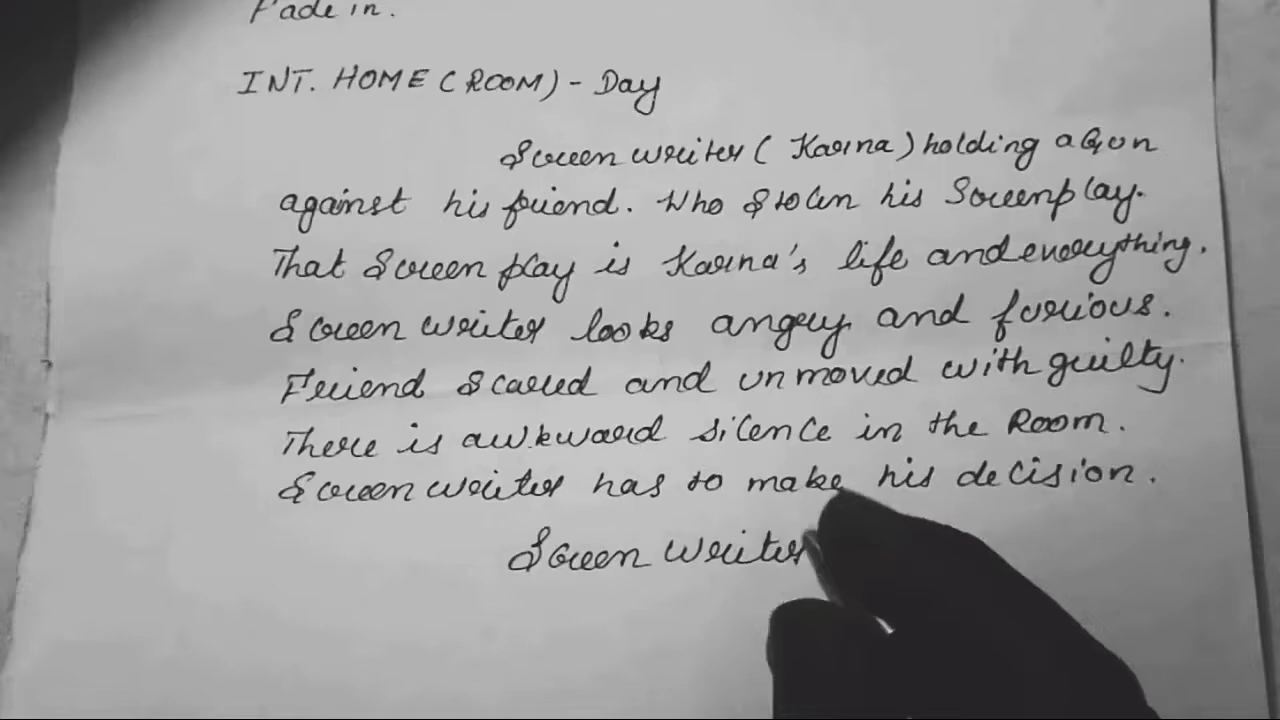 Fade in.
INT. HOME (ROOM) - Day
Screen writer ( Karna ) holding a Gun
against his friend. Who Stolen his Screenplay.
That Screen play is Karna's life and everything.
Screen writer looks angry and furious.
Friend Scared and unmoved with guilty.
There is awkward silence in the Room.
Screen writer has to make his decision.
Screen Writer